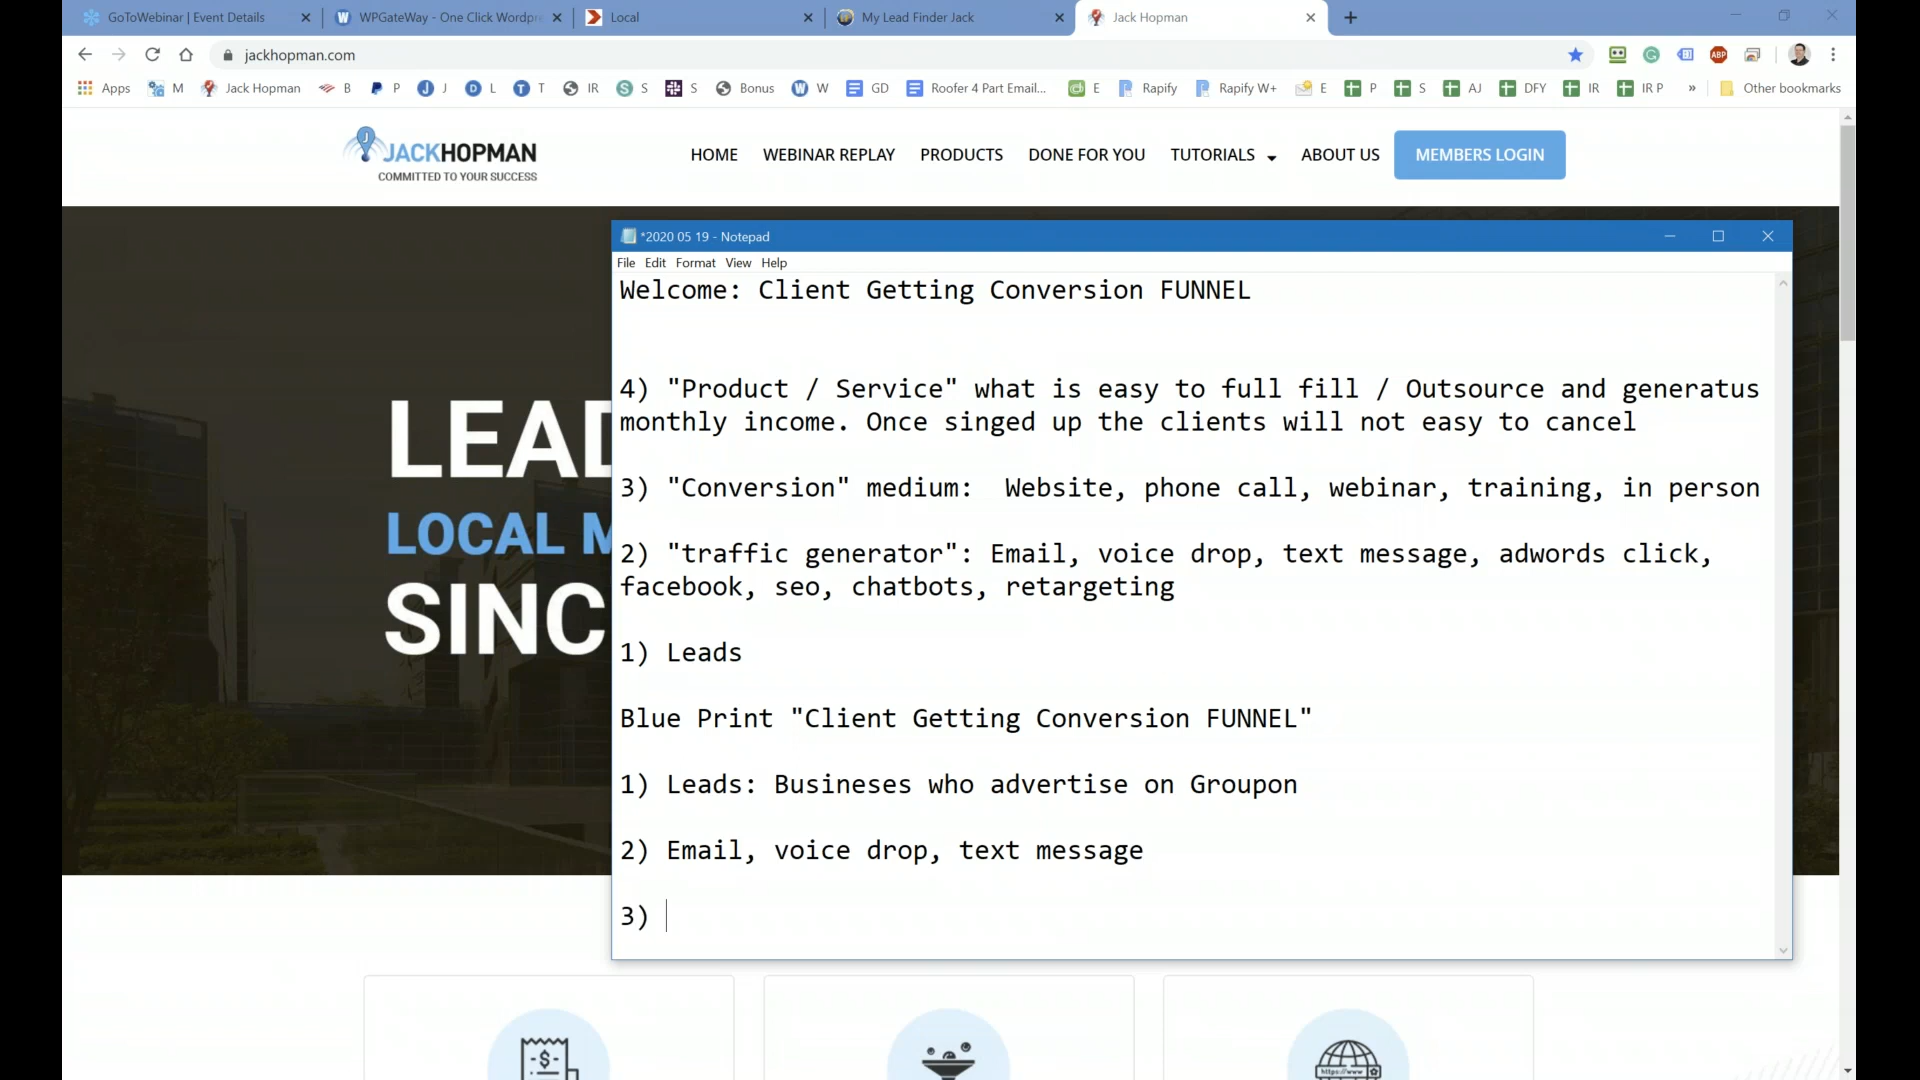 GoToWebinar | Event Details
WPGateWay - One Click Wordpr
Local
My Lead Finder Jack
Jack Hopman
jackhopman.com
ABP
Apps
M
Jack Hopman
B
P
J
L
T
IR
S
S
Bonus
W
GD
Roofer 4 Part Email...
E
Rapify
Rapify W+
E
P
S
AJ
DFY
IR
IR P
»
Other bookmarks
JACKHOPMAN
COMMITTED TO YOUR SUCCESS
HOME
WEBINAR REPLAY
PRODUCTS
DONE FOR YOU
TUTORIALS
ABOUT US
MEMBERS LOGIN
LEAD
LOCAL M
SINC
*2020 05 19 - Notepad
File Edit Format View Help
Welcome: Client Getting Conversion FUNNEL
4) "Product / Service" what is easy to full fill / Outsource and generatus
monthly income. Once singed up the clients will not easy to cancel
3) "Conversion" medium:  Website, phone call, webinar, training, in person
2) "traffic generator": Email, voice drop, text message, adwords click,
facebook, seo, chatbots, retargeting
1) Leads
Blue Print "Client Getting Conversion FUNNEL"
1) Leads: Busineses who advertise on Groupon
2) Email, voice drop, text message
3)
-$-
https://www